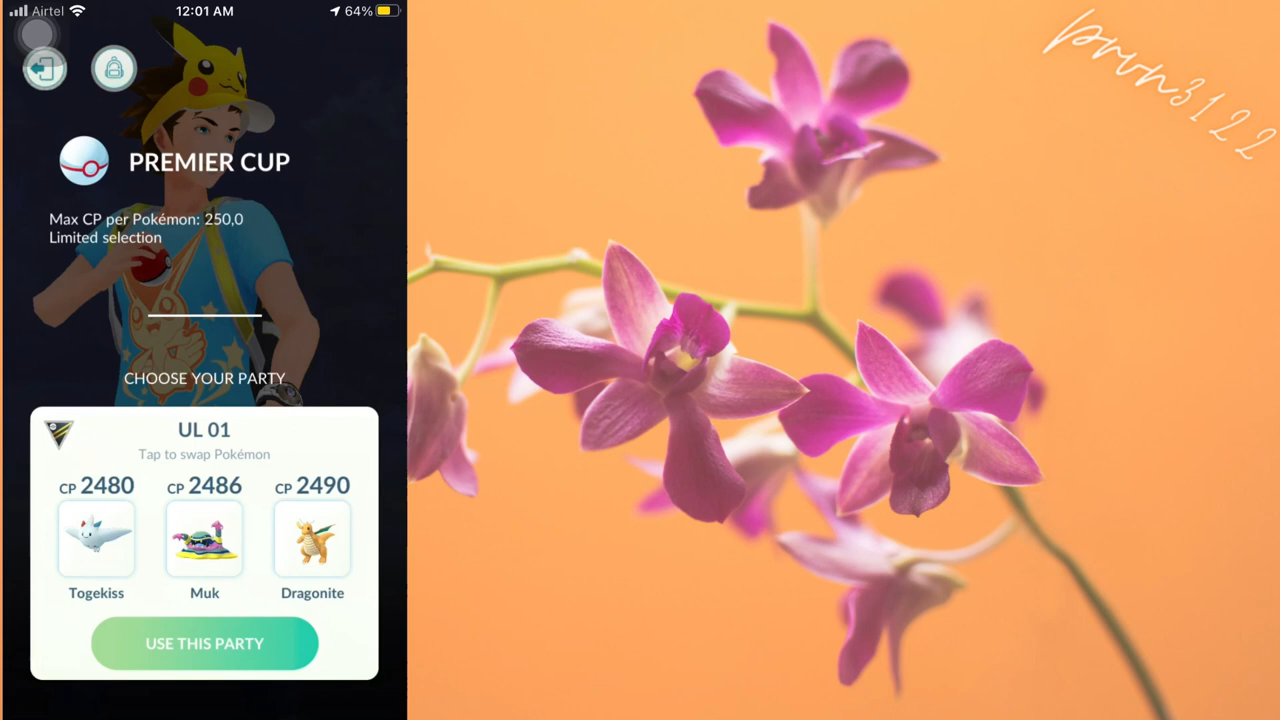 Airtel 12:01 AM 64%
PREMIER CUP
Max CP per Pokémon: 250,0
Limited selection
CHOOSE YOUR PARTY
UL 01
Tap to swap Pokémon
CP 2480 CP 2486 CP 2490
Togekiss Muk Dragonite
USE THIS PARTY
prvn3122